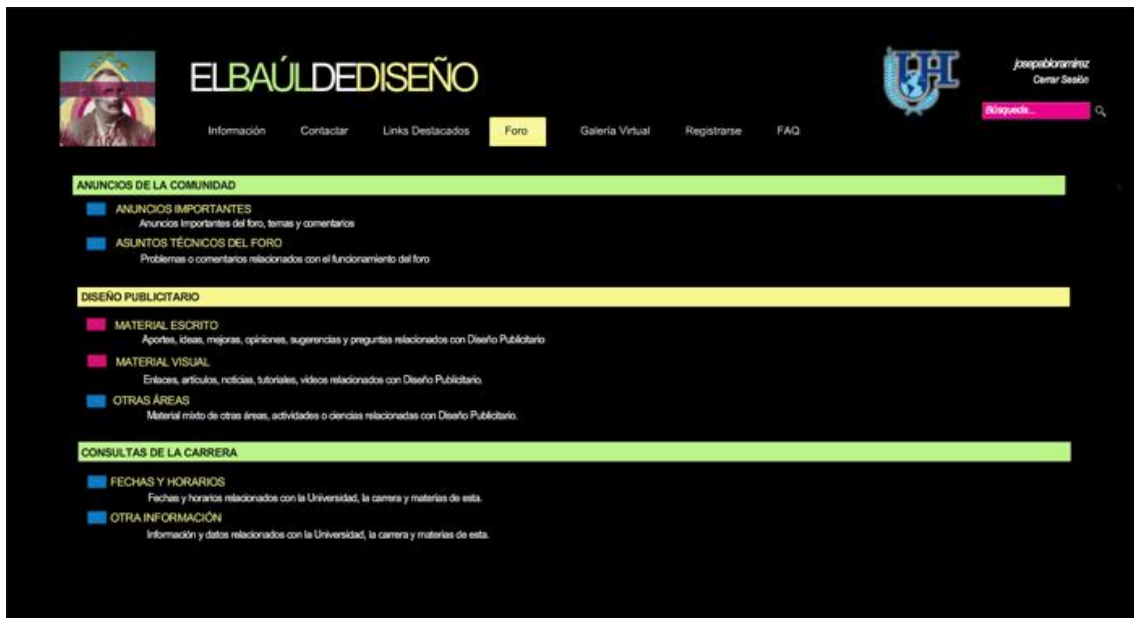 ELBAÚLDEDISEÑO
UH
josepabloramirez
Cerrar Sesión
Búsqueda...
Información Contactar Links Destacados Foro Galería Virtual Registrarse FAQ
ANUNCIOS DE LA COMUNIDAD
ANUNCIOS IMPORTANTES
Anuncios Importantes del foro, temas y comentarios
ASUNTOS TÉCNICOS DEL FORO
Problemas o comentarios relacionados con el funcionamiento del foro
DISEÑO PUBLICITARIO
MATERIAL ESCRITO
Aportes, ideas, mejoras, opiniones, sugerencias y preguntas relacionados con Diseño Publicitario
MATERIAL VISUAL
Enlaces, artículos, noticias, tutoriales, videos relacionados con Diseño Publicitario.
OTRAS ÁREAS
Material mixto de otras áreas, actividades o ciencias relacionadas con Diseño Publicitario.
CONSULTAS DE LA CARRERA
FECHAS Y HORARIOS
Fechas y horarios relacionados con la Universidad, la carrera y materias de esta.
OTRA INFORMACIÓN
Información y datos relacionados con la Universidad, la carrera y materias de esta.